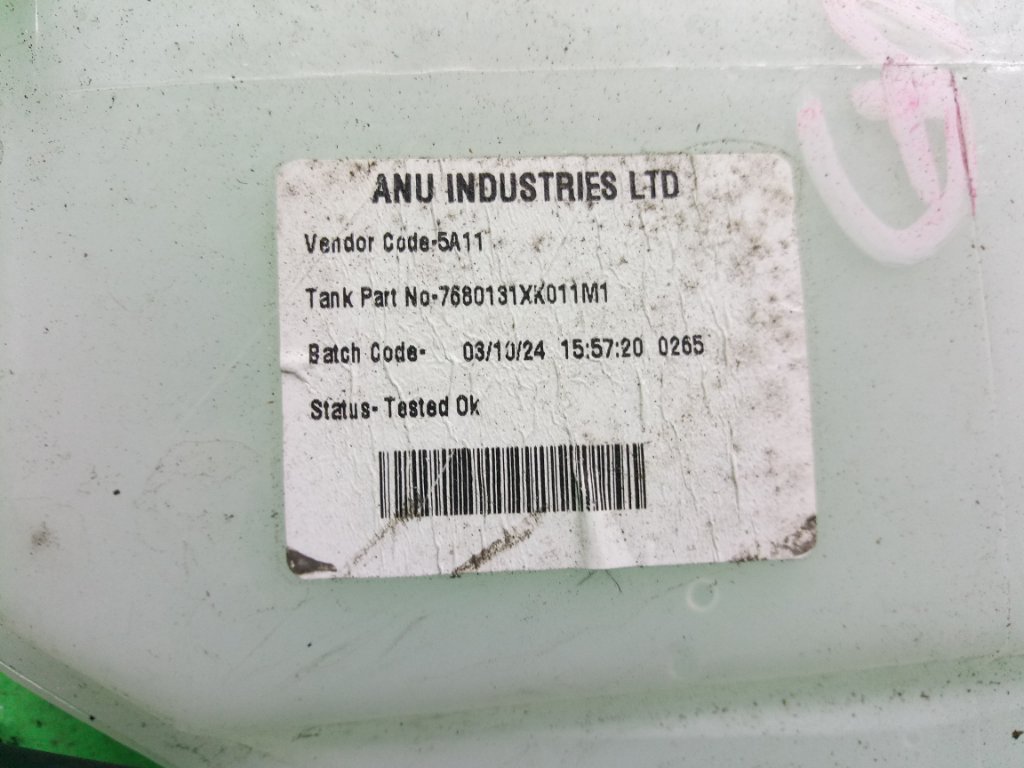 ANU INDUSTRIES LTD
Vendor Code-5A11
Tank Part No-7680131XK011M1
Batch Code- 03/10/24 15:57:20 0265
Status- Tested Ok